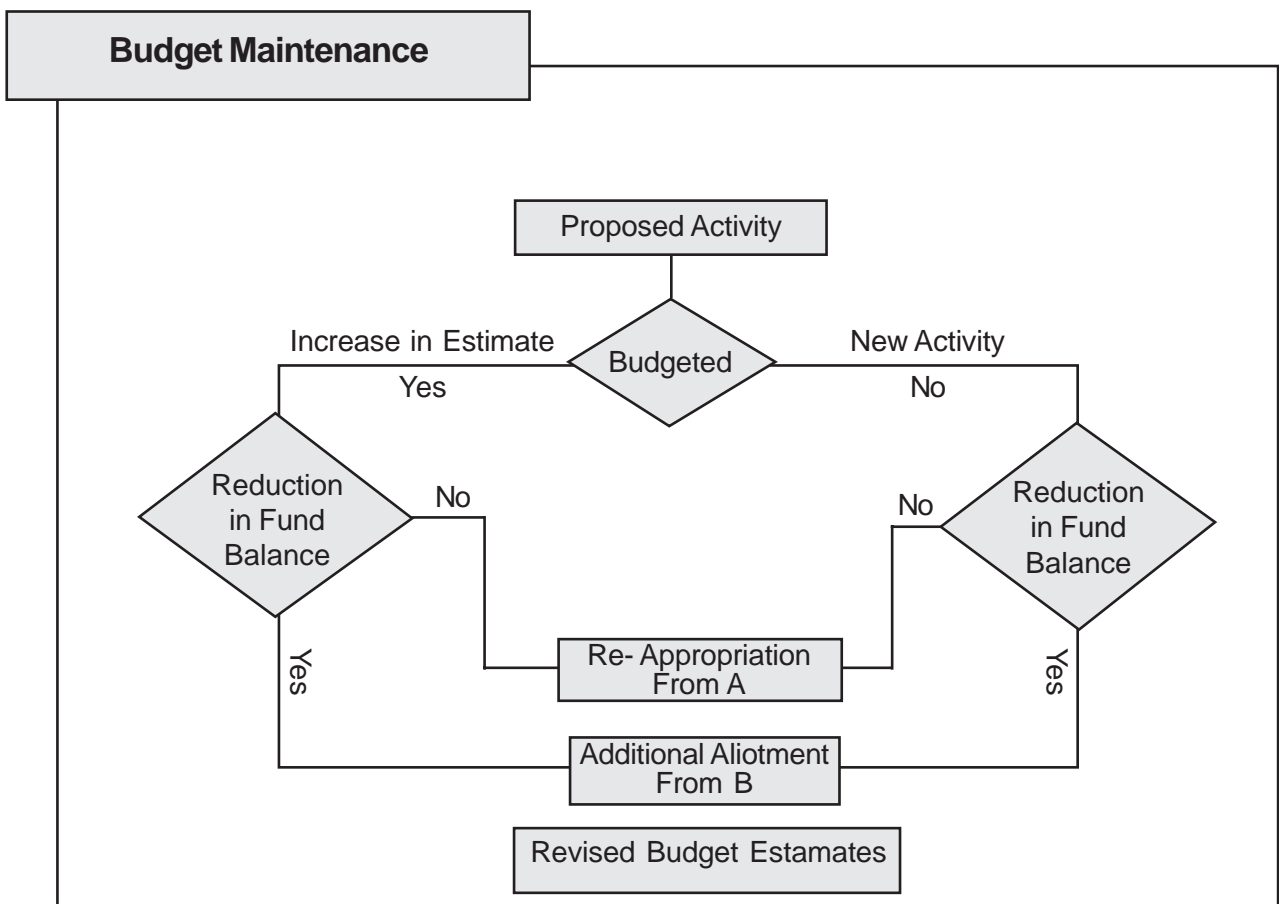 Budget Maintenance
Proposed Activity
Increase in Estimate
Budgeted
New Activity
Yes
No
Reduction
in Fund
Balance
No
No
Reduction
in Fund
Balance
Yes
Re- Appropriation
From A
Yes
Additional Aliotment
From B
Revised Budget Estamates